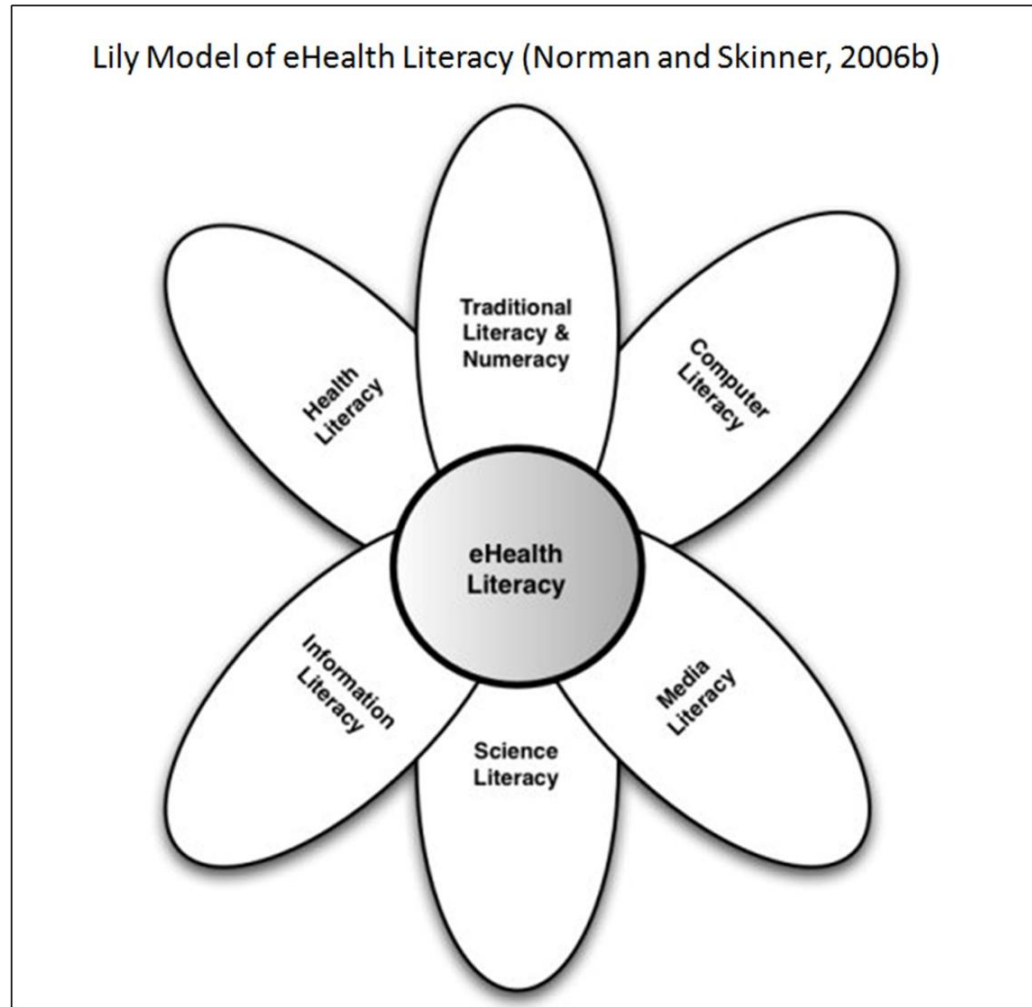 Lily Model of eHealth Literacy (Norman and Skinner, 2006b)
Traditional
Literacy &
Numeracy
Health
Literacy
Computer
Literacy
eHealth
Literacy
Information
Literacy
Media
Literacy
Science
Literacy